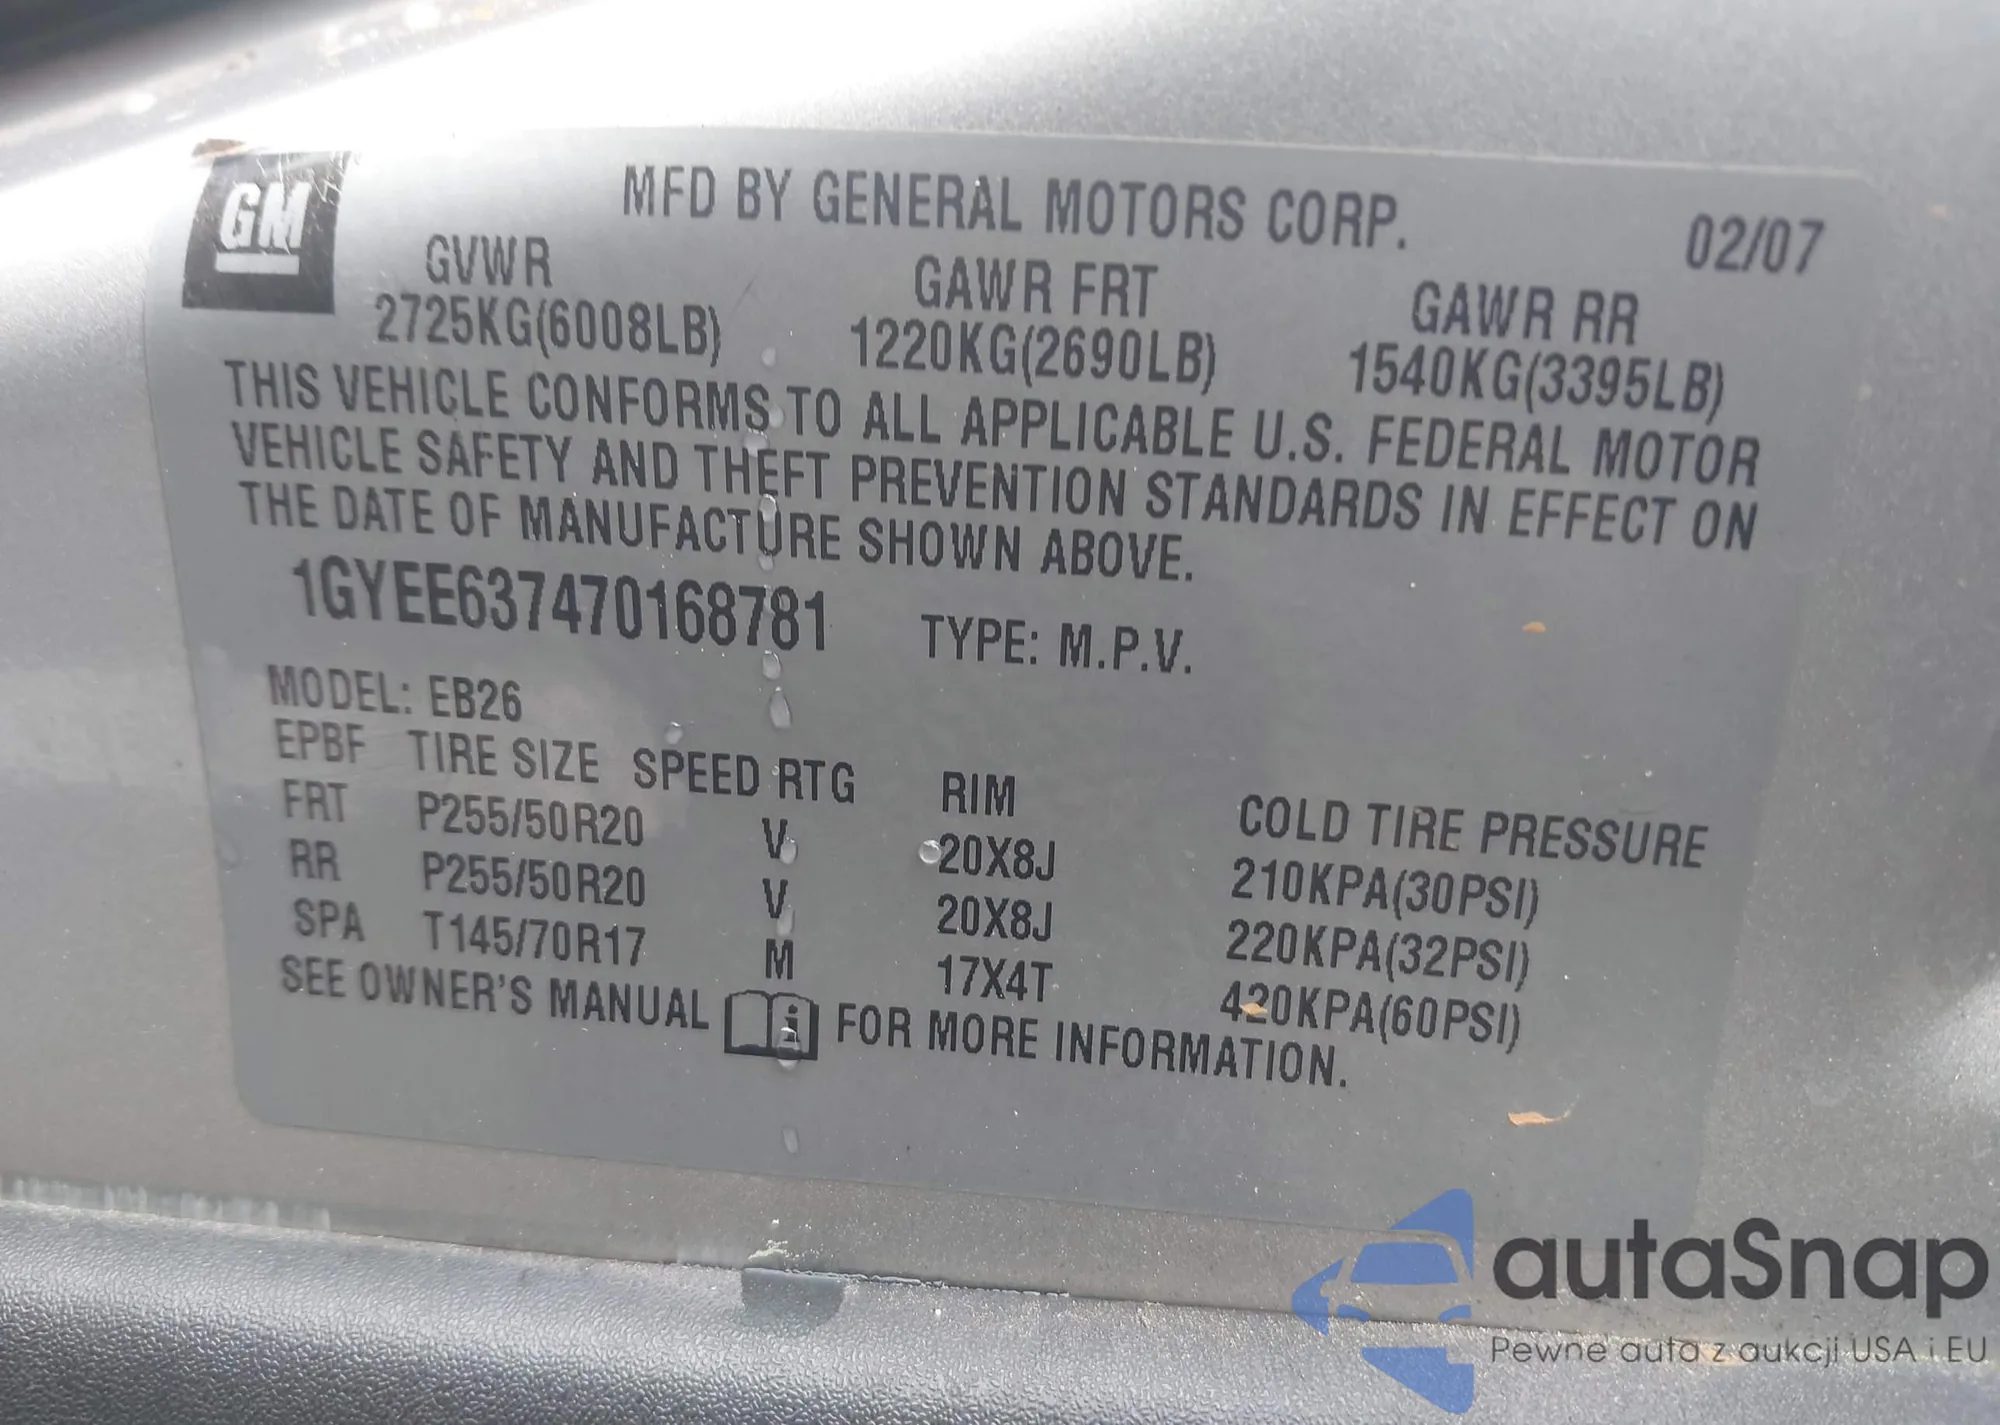 GM
MFD BY GENERAL MOTORS CORP. 02/07
GVWR GAWR FRT GAWR RR
2725KG(6008LB) 1220KG(2690LB) 1540KG(3395LB)
THIS VEHICLE CONFORMS TO ALL APPLICABLE U.S. FEDERAL MOTOR
VEHICLE SAFETY AND THEFT PREVENTION STANDARDS IN EFFECT ON
THE DATE OF MANUFACTURE SHOWN ABOVE.
1GYEE637470168781 TYPE: M.P.V.
MODEL: EB26
EPBF TIRE SIZE SPEED RTG RIM COLD TIRE PRESSURE
FRT P255/50R20 V 20X8J 210KPA(30PSI)
RR P255/50R20 V 20X8J 220KPA(32PSI)
SPA T145/70R17 M 17X4T 420KPA(60PSI)
SEE OWNER'S MANUAL i FOR MORE INFORMATION.
autaSnap
Pewne auta z aukcji USA i EU